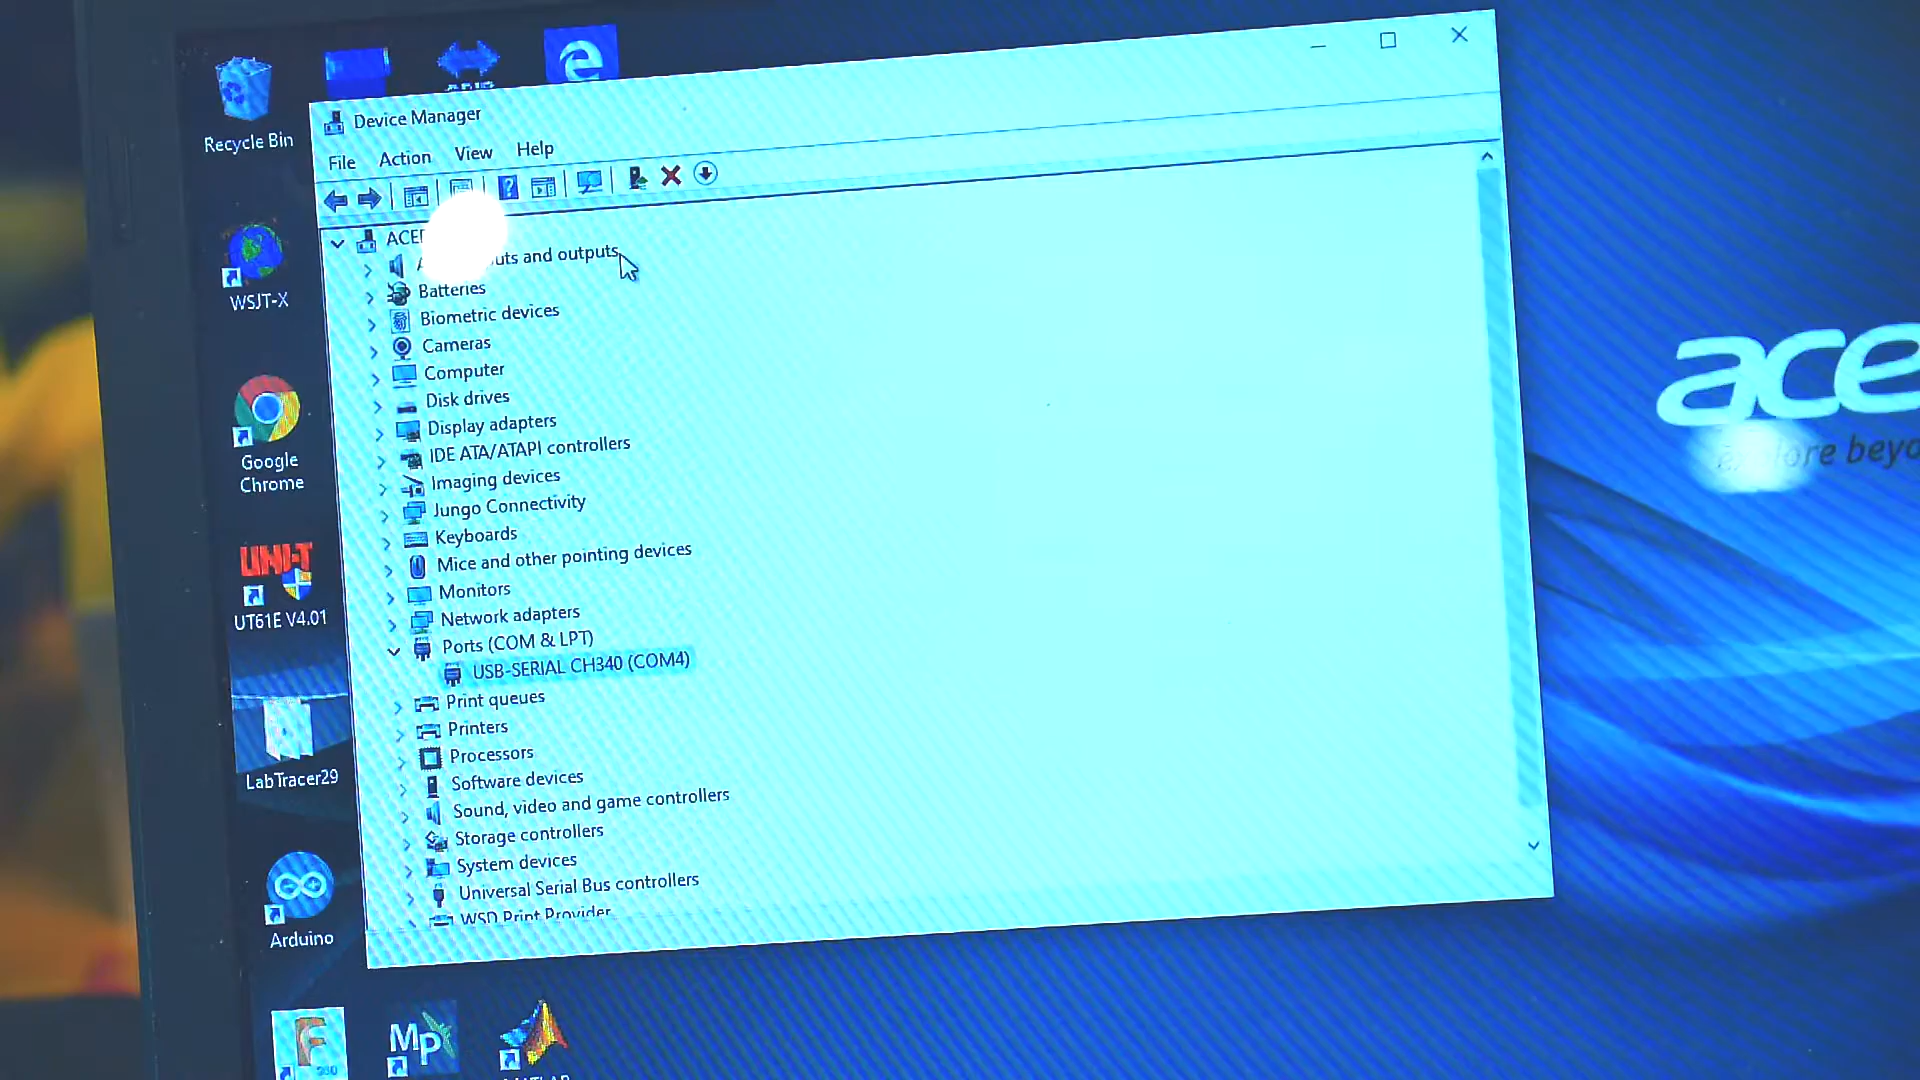 Recycle Bin
WSJT-X
Google
Chrome
UNI-T
UT61E V4.01
LabTracer29
Arduino
F
360
Mp
Device Manager
File Action View Help
uts and outputs
Batteries
Biometric devices
Cameras
Computer
Disk drives
Display adapters
IDE ATA/ATAPI controllers
Imaging devices
Jungo Connectivity
Keyboards
Mice and other pointing devices
Monitors
Network adapters
Ports (COM & LPT)
USB-SERIAL CH340 (COM4)
Print queues
Printers
Processors
Software devices
Sound, video and game controllers
Storage controllers
System devices
Universal Serial Bus controllers
WSD Print Provider
ace